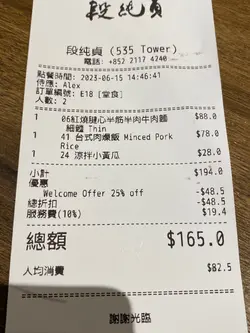 段純貞
段純貞 (535 Tower)
電話: +852 2117 4240
點餐時間: 2023-06-15 14:46:41
侍應: Alex
訂單編號: E18 [堂食]
人數: 2
1 06紅燒腱心半筋半肉牛肉麵 $88.0
細麵 Thin
1 41 台式肉燥飯 Minced Pork $78.0
Rice
1 24 涼拌小黃瓜 $28.0
小計 $194.0
優惠
Welcome Offer 25% off -$48.5
總折扣 -$48.5
服務費(10%) $19.4
總額 $165.0
人均消費 $82.5
謝謝光臨